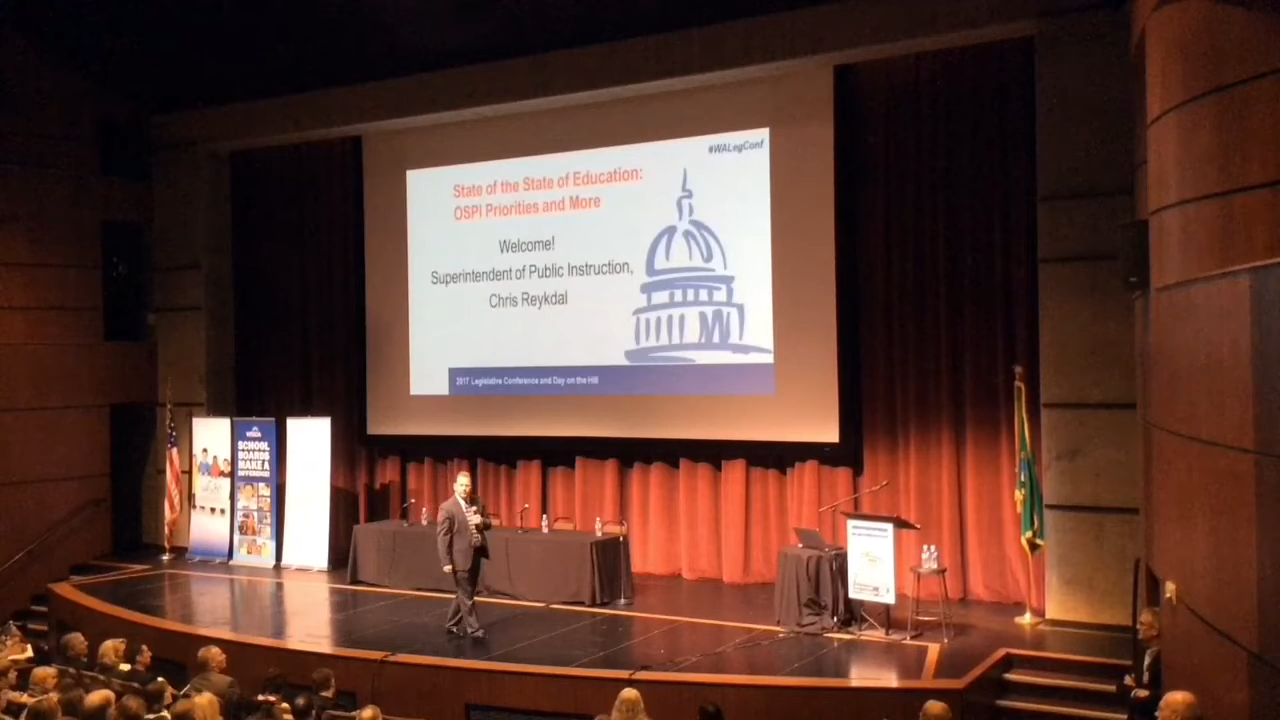 #WALegConf
State of the State of Education:
OSPI Priorities and More
Welcome!
Superintendent of Public Instruction,
Chris Reykdal
2017 Legislative Conference and Day on the Hill
SCHOOL
BOARDS
MAKE A
DIFFERENCE!